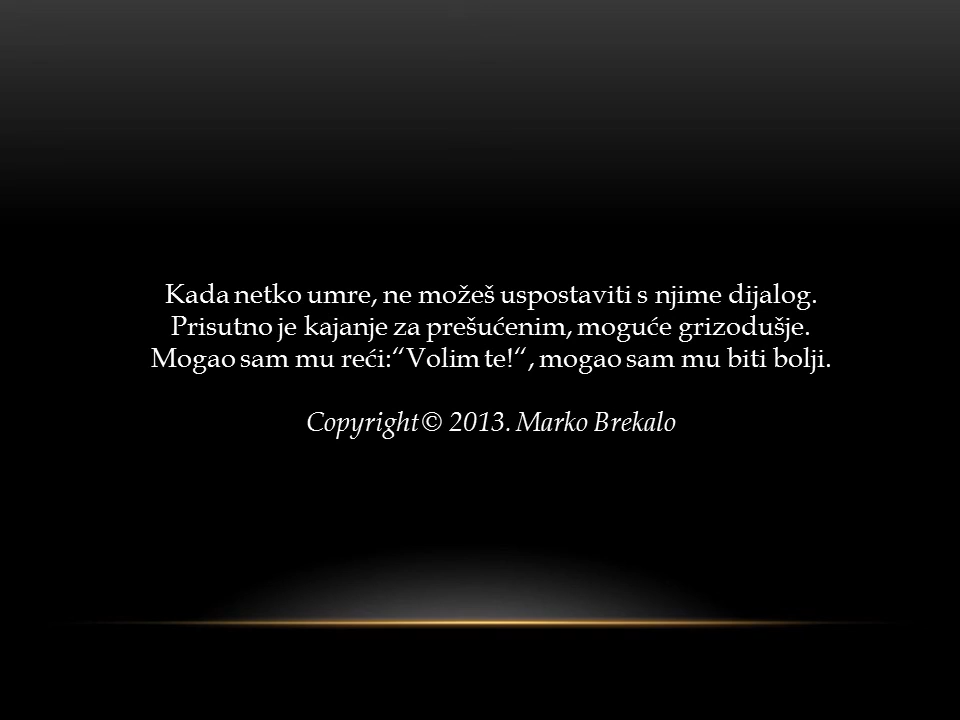 Kada netko umre, ne možeš uspostaviti s njime dijalog.
Prisutno je kajanje za prešućenim, moguće grizodušje.
Mogao sam mu reći:“Volim te!“, mogao sam mu biti bolji.
Copyright © 2013. Marko Brekalo